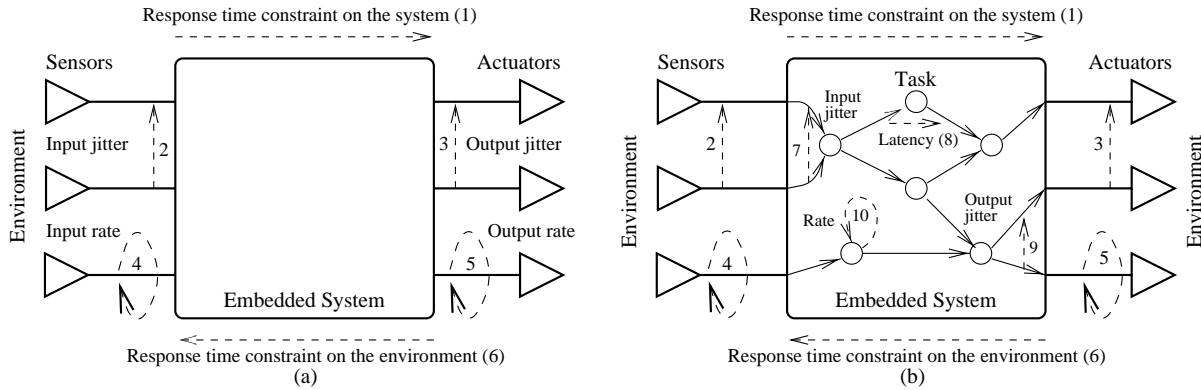 Response time constraint on the system (1)
Sensors
Actuators
Environment
Input jitter
2
3
Output jitter
Input rate
4
5
Output rate
Embedded System
Response time constraint on the environment (6)
(a)
Response time constraint on the system (1)
Sensors
Actuators
Task
Environment
Environment
Input
jitter
2
7
Latency (8)
3
Rate
10
Output
jitter
9
4
5
Embedded System
Response time constraint on the environment (6)
(b)